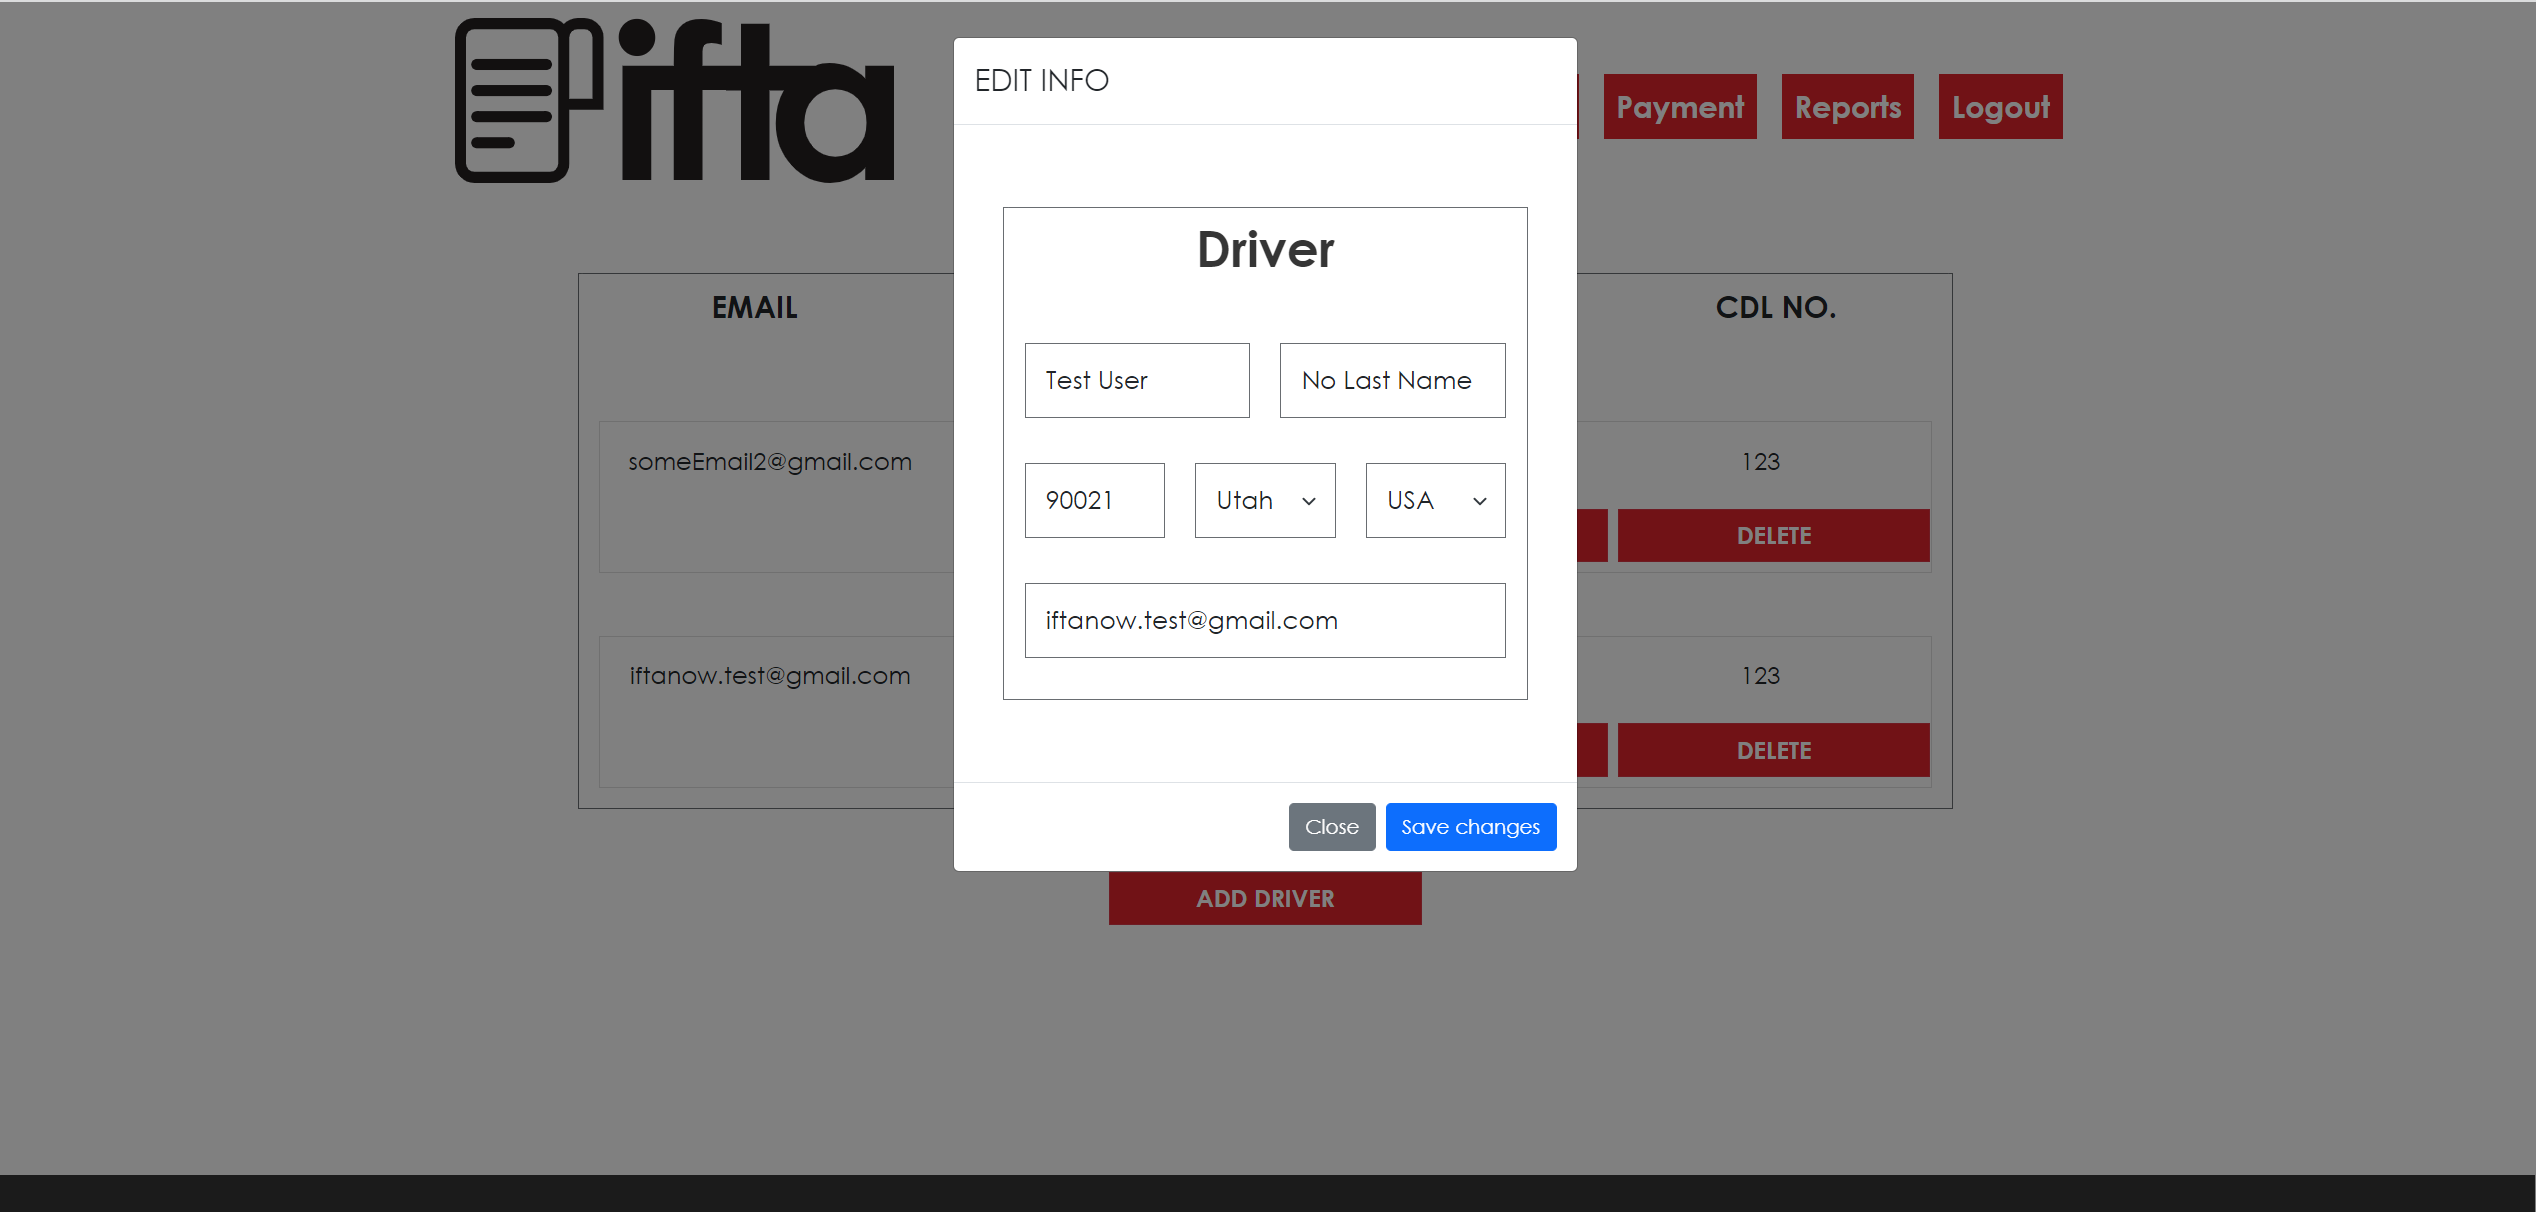 ifta
EDIT INFO
Payment Reports Logout
Driver
EMAIL CDL NO.
Test User No Last Name
someEmail2@gmail.com 123
90021 Utah USA
DELETE
iftanow.test@gmail.com
iftanow.test@gmail.com 123
DELETE
Close Save changes
ADD DRIVER